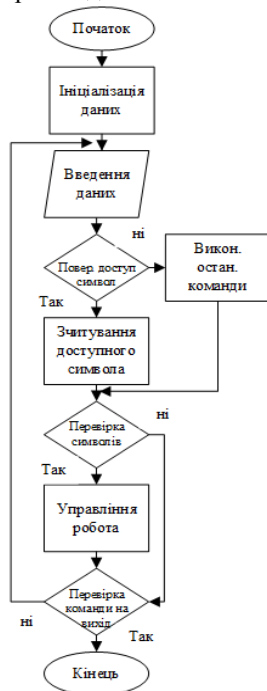 Початок
Ініціалізація
даних
Введення
даних
ні
Повер. доступ
символ
Викон.
остан.
команди
Так
Зчитування
доступного
символа
ні
Перевірка
символів
Так
Управління
робота
Перевірка
команди на
вихід
ні
Так
Кінець